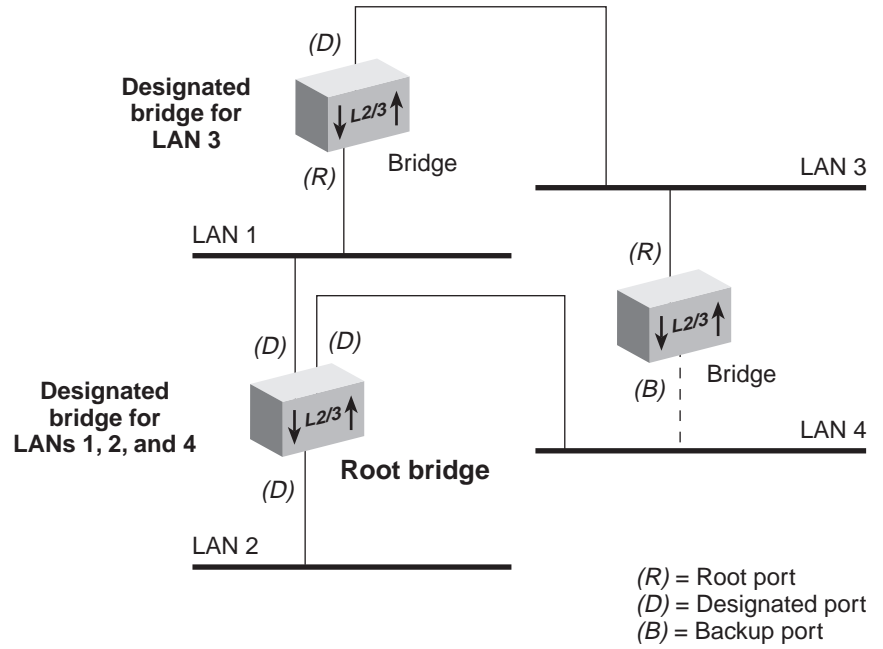 (D)
Designated
bridge for
LAN 3
L2/3
(R)
Bridge
LAN 3
LAN 1
(R)
L2/3
(D)
(D)
(B)
Bridge
Designated
bridge for
LANs 1, 2, and 4
L2/3
LAN 4
Root bridge
(D)
LAN 2
(R) = Root port
(D) = Designated port
(B) = Backup port